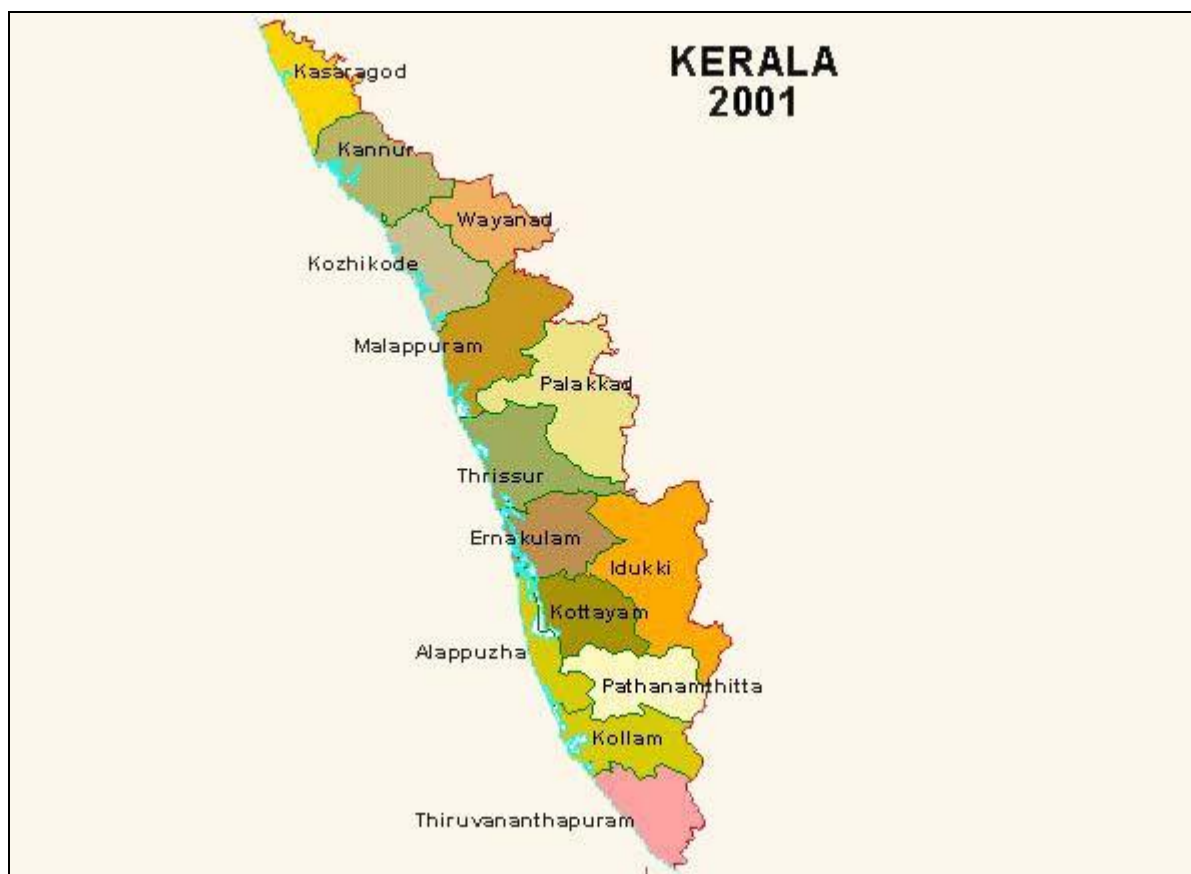 KERALA
2001
Kasaragod
Kannur
Wayanad
Kozhikode
Malappuram
Palakkad
Thrissur
Ernakulam
Idukki
Kottayam
Alappuzha
Pathanamthitta
Kollam
Thiruvananthapuram